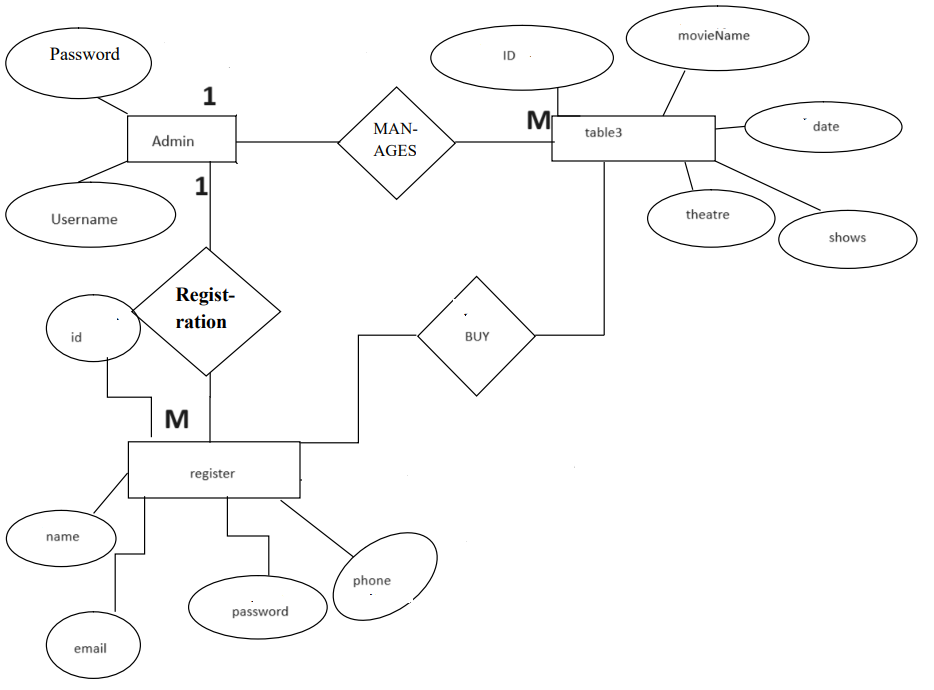 movieName
ID
Password
1
M
MAN-
AGES
table3
date
Admin
1
theatre
Username
shows
Regist-
ration
id
BUY
M
register
name
phone
password
email